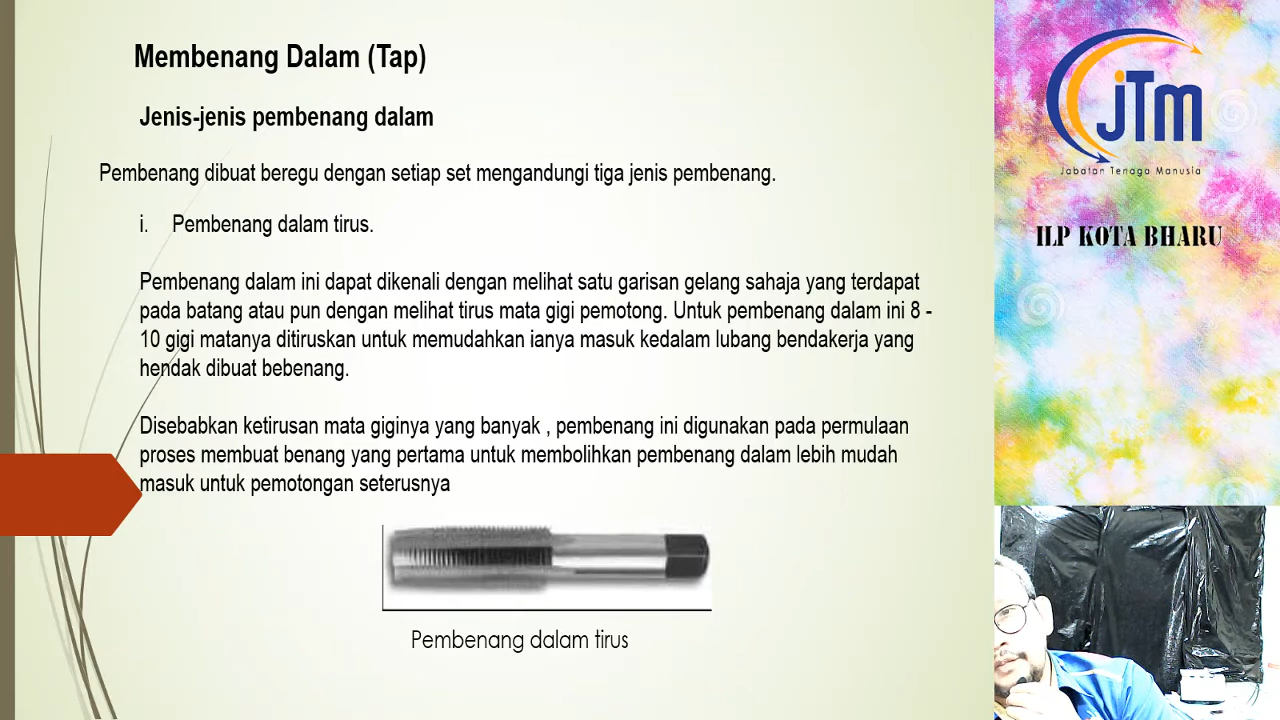 Membenang Dalam (Tap)
Jenis-jenis pembenang dalam
Pembenang dibuat beregu dengan setiap set mengandungi tiga jenis pembenang.
i. Pembenang dalam tirus.
Pembenang dalam ini dapat dikenali dengan melihat satu garisan gelang sahaja yang terdapat
pada batang atau pun dengan melihat tirus mata gigi pemotong. Untuk pembenang dalam ini 8 -
10 gigi matanya ditiruskan untuk memudahkan ianya masuk kedalam lubang bendakerja yang
hendak dibuat bebenang.
Disebabkan ketirusan mata giginya yang banyak , pembenang ini digunakan pada permulaan
proses membuat benang yang pertama untuk membolihkan pembenang dalam lebih mudah
masuk untuk pemotongan seterusnya
Pembenang dalam tirus
jTm
Jabatan Tenaga Manusia
ILP KOTA BHARU